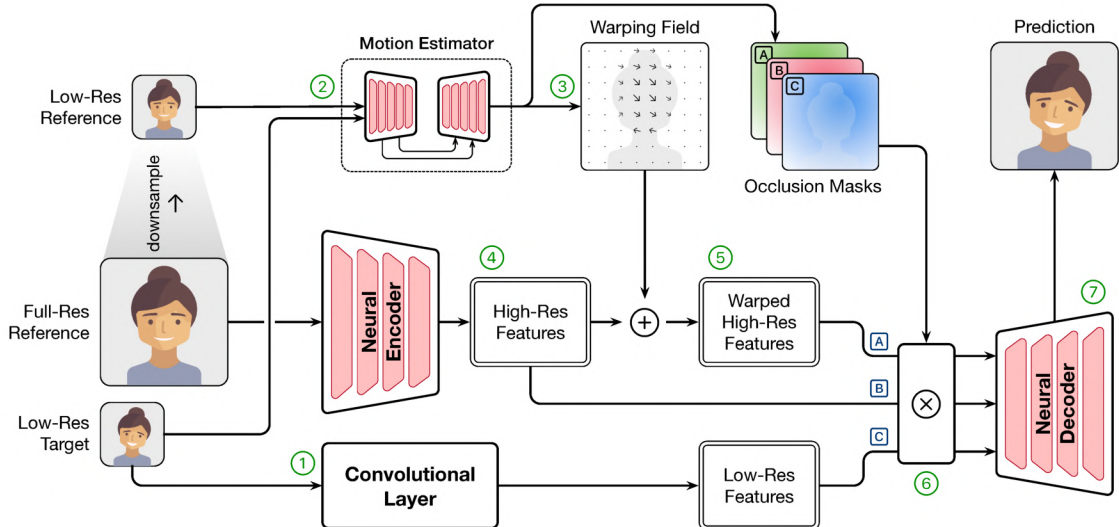 Warping Field
Prediction
Motion Estimator
A
B
C
2
3
Low-Res
Reference
Occlusion Masks
downsample →
4
5
7
Full-Res
Reference
Neural
Encoder
High-Res
Features
+
Warped
High-Res
Features
A
B
C
×
Neural
Decoder
Low-Res
Target
1
Convolutional
Layer
Low-Res
Features
6